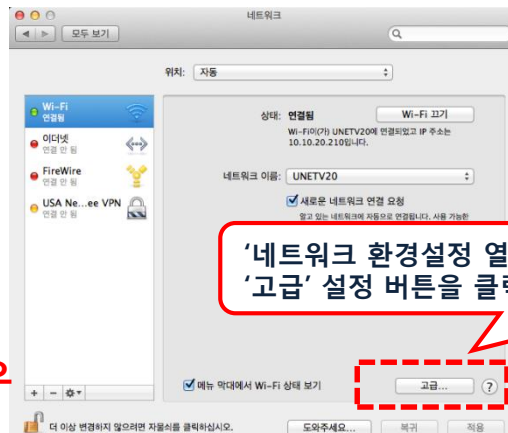 네트워크
모두 보기
위치: 자동
Wi-Fi
연결됨
이더넷
연결 안 됨
FireWire
연결 안 됨
USA Ne...ee VPN
연결 안 됨
상태: 연결됨
Wi-Fi 끄기
Wi-Fi이(가) UNETV20에 연결되었고 IP 주소는
10.10.20.210입니다.
네트워크 이름: UNETV20
새로운 네트워크 연결 요청
알고 있는 네트워크에 자동으로 연결됩니다. 사용 가능한
'네트워크 환경설정 열
'고급' 설정 버튼을
메뉴 막대에서 Wi-Fi 상태 보기
고급...
?
+ -
더 이상 변경하지 않으려면 자물쇠를 클릭하십시오.
도와주세요...
복귀
적용